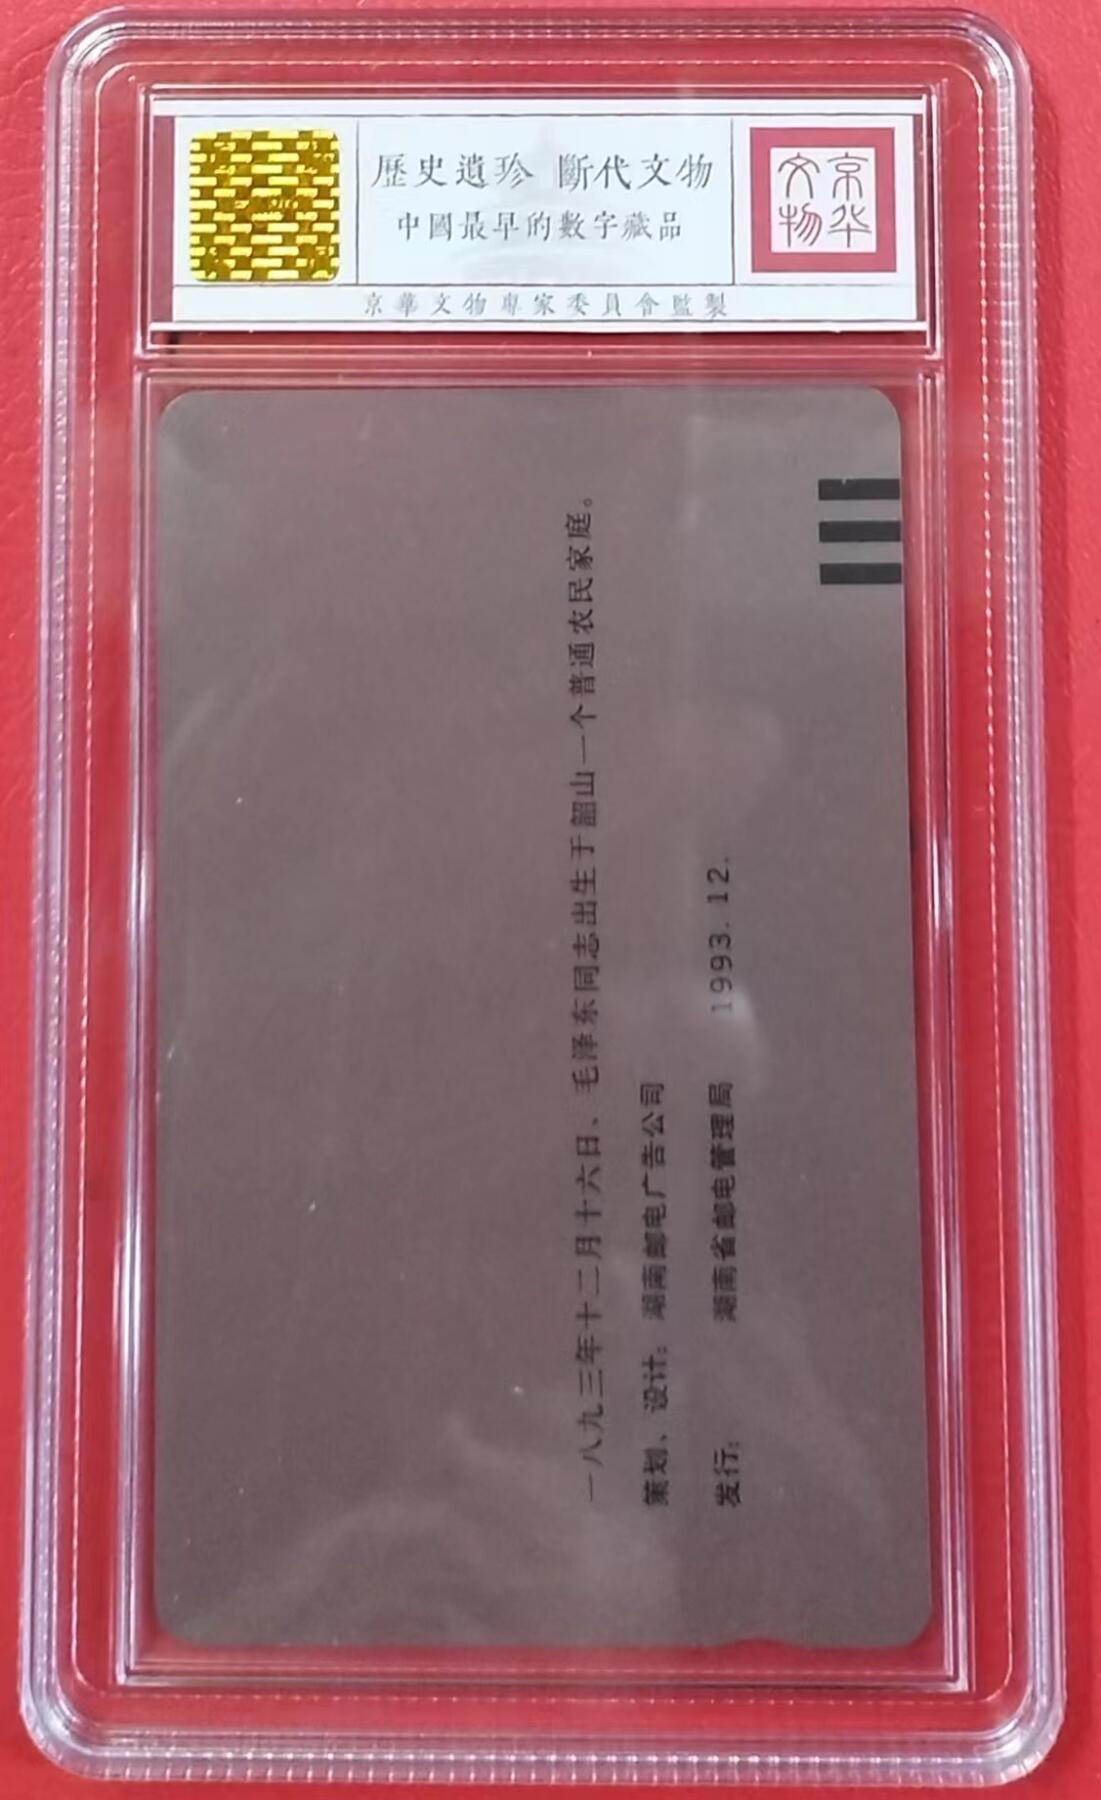 歷史遺珍 斷代文物
中國最早的數字藏品
京华文物
京華文物專家委員會監製
一八九三年十二月十六日、毛泽东同志出生于韶山一个普通农民家庭。
策划、设计: 湖南邮电广告公司
发行: 湖南省邮电管理局 1993.12.